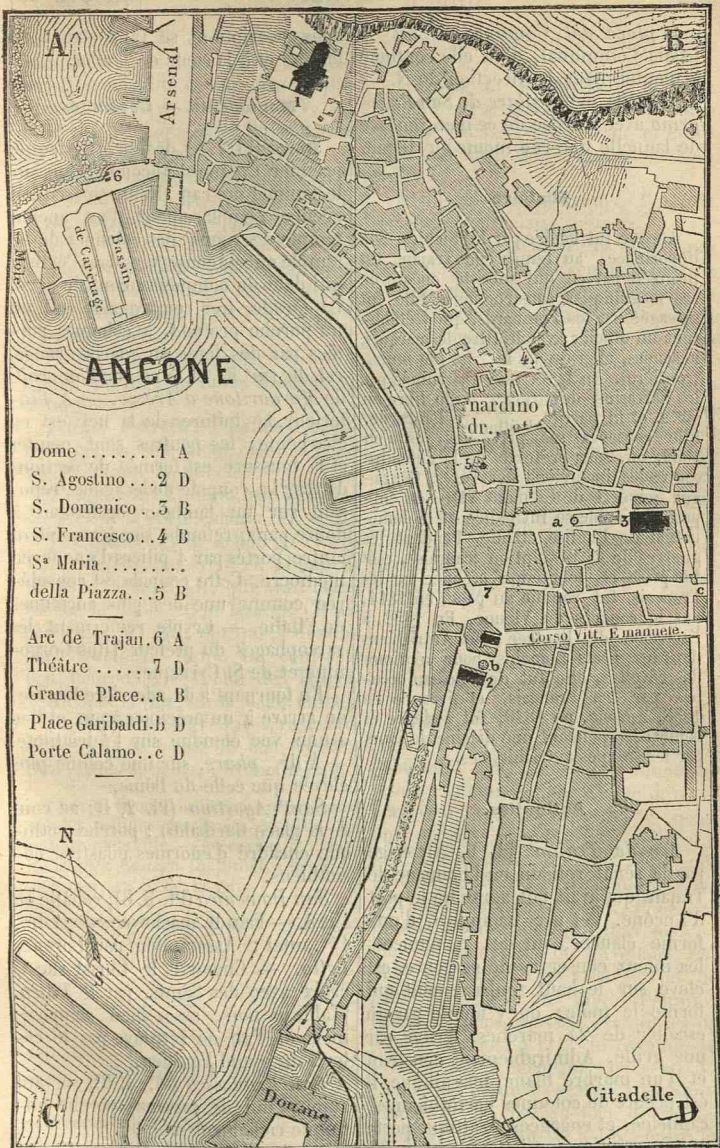 A
B
Arsenal
1
6
Bassin
de Carenage
Mole
ANCONE
4
nardino
dr.
5
Dome ........1 A
S. Agostino ...2 D
S. Domenico ..3 B
S. Francesco ..4 B
Sª Maria ........
della Piazza...5 B
a
3
Arc de Trajan.6 A
Théâtre ......7 D
Grande Place..a B
Place Garibaldi.b D
Porte Calamo..c D
7
c
Corso Vitt. Emanuele.
b
2
N
S
Douane
Citadelle
C
D